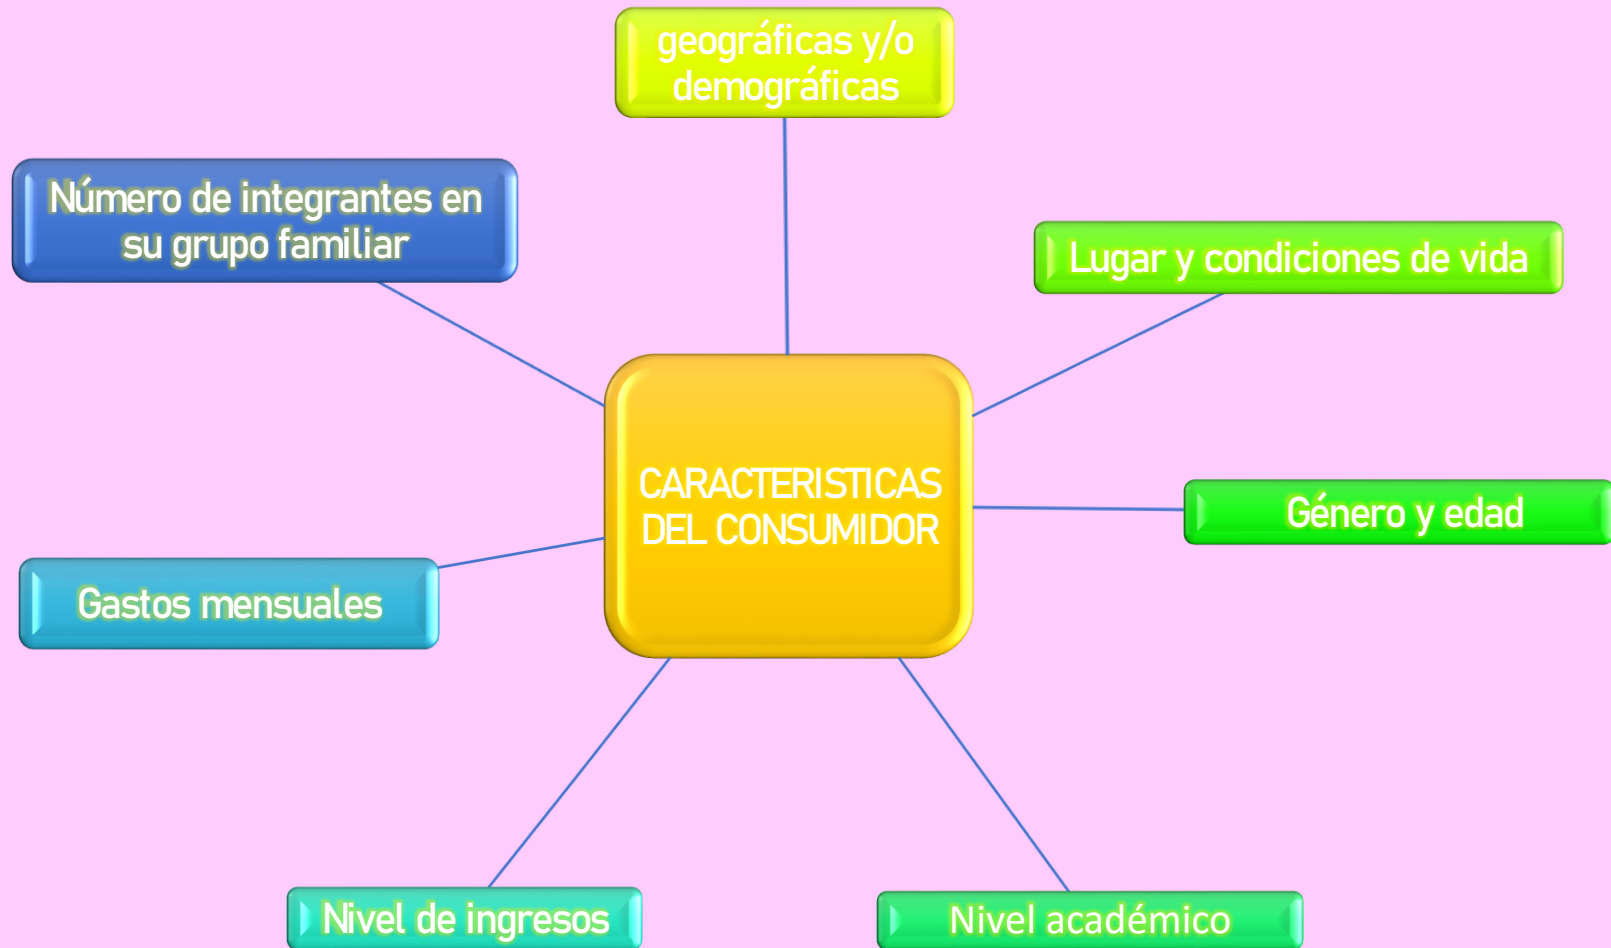 geográficas y/o
demográficas
Número de integrantes en
su grupo familiar
Lugar y condiciones de vida
CARACTERISTICAS
DEL CONSUMIDOR
Género y edad
Gastos mensuales
Nivel de ingresos
Nivel académico